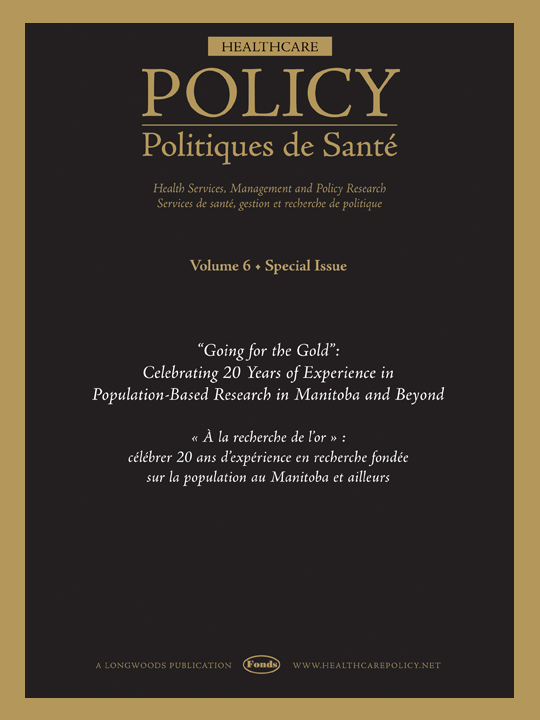 HEALTHCARE
POLICY
Politiques de Santé
Health Services, Management and Policy Research
Services de santé, gestion et recherche de politique
Volume 6 ⬩ Special Issue
“Going for the Gold”:
Celebrating 20 Years of Experience in
Population-Based Research in Manitoba and Beyond
« À la recherche de l’or » :
célébrer 20 ans d’expérience en recherche fondée
sur la population au Manitoba et ailleurs
A LONGWOODS PUBLICATION Fonds WWW.HEALTHCAREPOLICY.NET